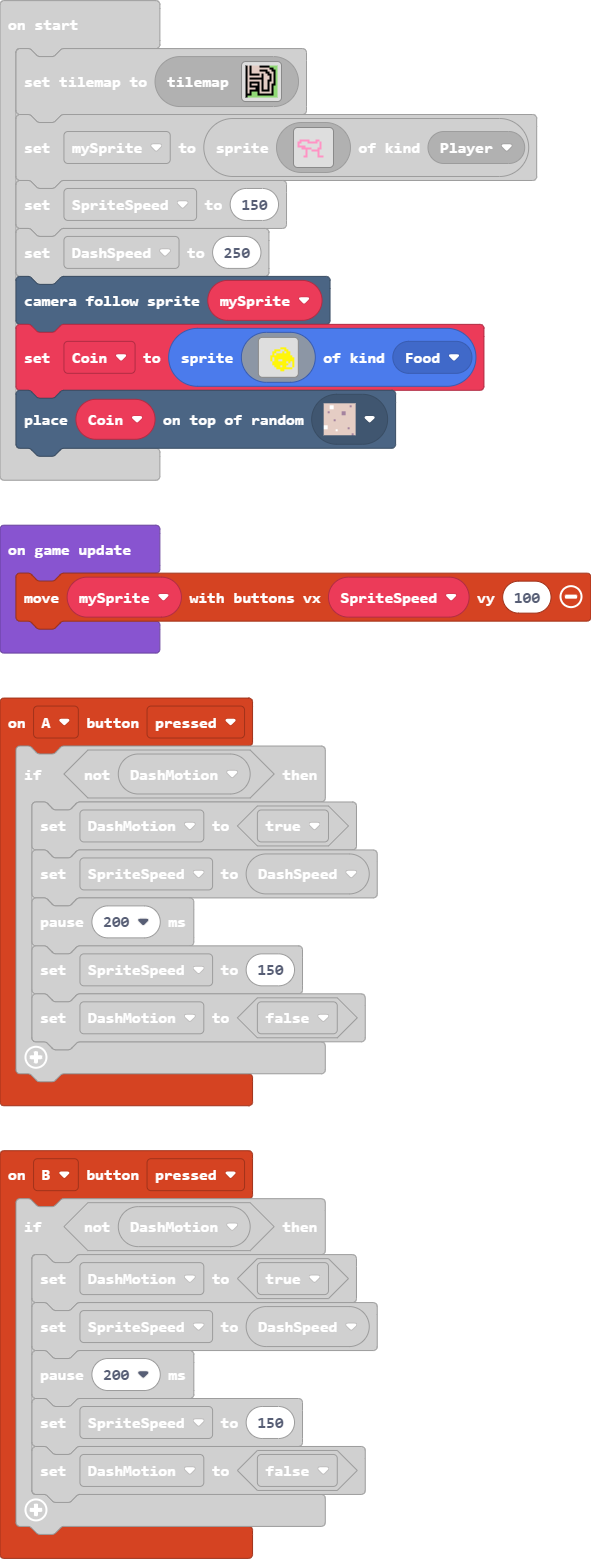 on start
set tilemap to tilemap
set mySprite to sprite of kind Player
set SpriteSpeed to 150
set DashSpeed to 250
camera follow sprite mySprite
set Coin to sprite of kind Food
place Coin on top of random
on game update
move mySprite with buttons vx SpriteSpeed vy 100
on A button pressed
if not DashMotion then
set DashMotion to true
set SpriteSpeed to DashSpeed
pause 200 ms
set SpriteSpeed to 150
set DashMotion to false
on B button pressed
if not DashMotion then
set DashMotion to true
set SpriteSpeed to DashSpeed
pause 200 ms
set SpriteSpeed to 150
set DashMotion to false